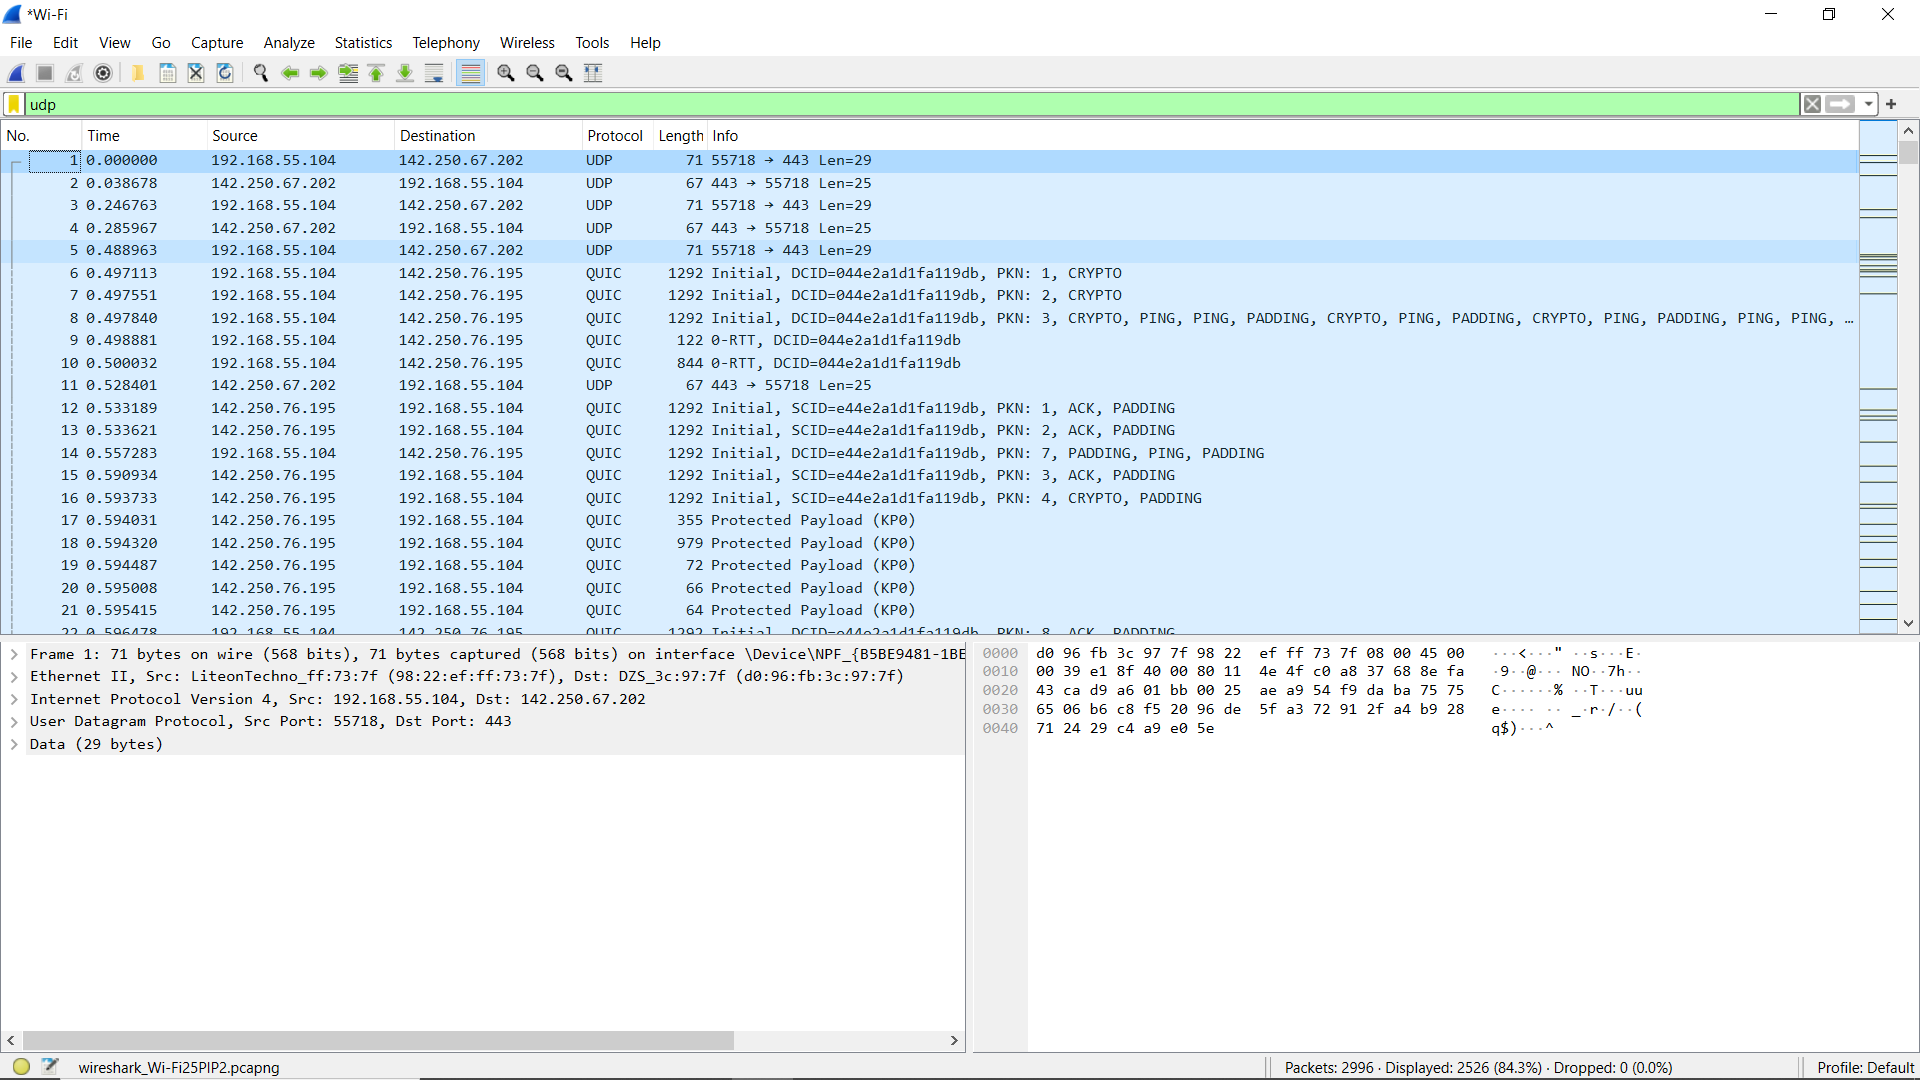 *Wi-Fi
File Edit View Go Capture Analyze Statistics Telephony Wireless Tools Help
udp
No. Time Source Destination Protocol Length Info
1 0.000000 192.168.55.104 142.250.67.202 UDP 71 55718 → 443 Len=29
2 0.038678 142.250.67.202 192.168.55.104 UDP 67 443 → 55718 Len=25
3 0.246763 192.168.55.104 142.250.67.202 UDP 71 55718 → 443 Len=29
4 0.285967 142.250.67.202 192.168.55.104 UDP 67 443 → 55718 Len=25
5 0.488963 192.168.55.104 142.250.67.202 UDP 71 55718 → 443 Len=29
6 0.497113 192.168.55.104 142.250.76.195 QUIC 1292 Initial, DCID=044e2a1d1fa119db, PKN: 1, CRYPTO
7 0.497551 192.168.55.104 142.250.76.195 QUIC 1292 Initial, DCID=044e2a1d1fa119db, PKN: 2, CRYPTO
8 0.497840 192.168.55.104 142.250.76.195 QUIC 1292 Initial, DCID=044e2a1d1fa119db, PKN: 3, CRYPTO, PING, PING, PADDING, CRYPTO, PING, PADDING, CRYPTO, PING, PADDING, PING, PING, …
9 0.498881 192.168.55.104 142.250.76.195 QUIC 122 0-RTT, DCID=044e2a1d1fa119db
10 0.500032 192.168.55.104 142.250.76.195 QUIC 844 0-RTT, DCID=044e2a1d1fa119db
11 0.528401 142.250.67.202 192.168.55.104 UDP 67 443 → 55718 Len=25
12 0.533189 142.250.76.195 192.168.55.104 QUIC 1292 Initial, SCID=e44e2a1d1fa119db, PKN: 1, ACK, PADDING
13 0.533621 142.250.76.195 192.168.55.104 QUIC 1292 Initial, SCID=e44e2a1d1fa119db, PKN: 2, ACK, PADDING
14 0.557283 192.168.55.104 142.250.76.195 QUIC 1292 Initial, DCID=e44e2a1d1fa119db, PKN: 7, PADDING, PING, PADDING
15 0.590934 142.250.76.195 192.168.55.104 QUIC 1292 Initial, SCID=e44e2a1d1fa119db, PKN: 3, ACK, PADDING
16 0.593733 142.250.76.195 192.168.55.104 QUIC 1292 Initial, SCID=e44e2a1d1fa119db, PKN: 4, CRYPTO, PADDING
17 0.594031 142.250.76.195 192.168.55.104 QUIC 355 Protected Payload (KP0)
18 0.594320 142.250.76.195 192.168.55.104 QUIC 979 Protected Payload (KP0)
19 0.594487 142.250.76.195 192.168.55.104 QUIC 72 Protected Payload (KP0)
20 0.595008 142.250.76.195 192.168.55.104 QUIC 66 Protected Payload (KP0)
21 0.595415 142.250.76.195 192.168.55.104 QUIC 64 Protected Payload (KP0)
22 0.596478 192.168.55.104 142.250.76.195 QUIC 1292 Initial, DCID=e44e2a1d1fa119db, PKN: 8, ACK, PADDING
Frame 1: 71 bytes on wire (568 bits), 71 bytes captured (568 bits) on interface \Device\NPF_{B5BE9481-1BE
Ethernet II, Src: LiteonTechno_ff:73:7f (98:22:ef:ff:73:7f), Dst: DZS_3c:97:7f (d0:96:fb:3c:97:7f)
Internet Protocol Version 4, Src: 192.168.55.104, Dst: 142.250.67.202
User Datagram Protocol, Src Port: 55718, Dst Port: 443
Data (29 bytes)
0000 d0 96 fb 3c 97 7f 98 22 ef ff 73 7f 08 00 45 00 ···<···" ··s···E·
0010 00 39 e1 8f 40 00 80 11 4e 4f c0 a8 37 68 8e fa ·9··@··· NO··7h··
0020 43 ca d9 a6 01 bb 00 25 ae a9 54 f9 da ba 75 75 C······% ··T···uu
0030 65 06 b6 c8 f5 20 96 de 5f a3 72 91 2f a4 b9 28 e···· ·· _·r·/··(
0040 71 24 29 c4 a9 e0 5e q$)···^
wireshark_Wi-Fi25PIP2.pcapng
Packets: 2996 · Displayed: 2526 (84.3%) · Dropped: 0 (0.0%)
Profile: Default